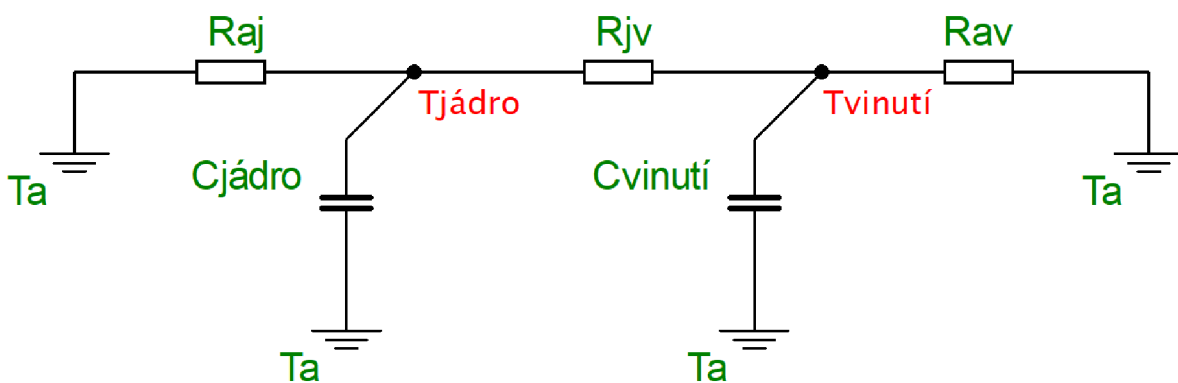 Raj
Rjv
Rav
Tjádro
Tvinutí
Cjádro
Cvinutí
Ta
Ta
Ta
Ta